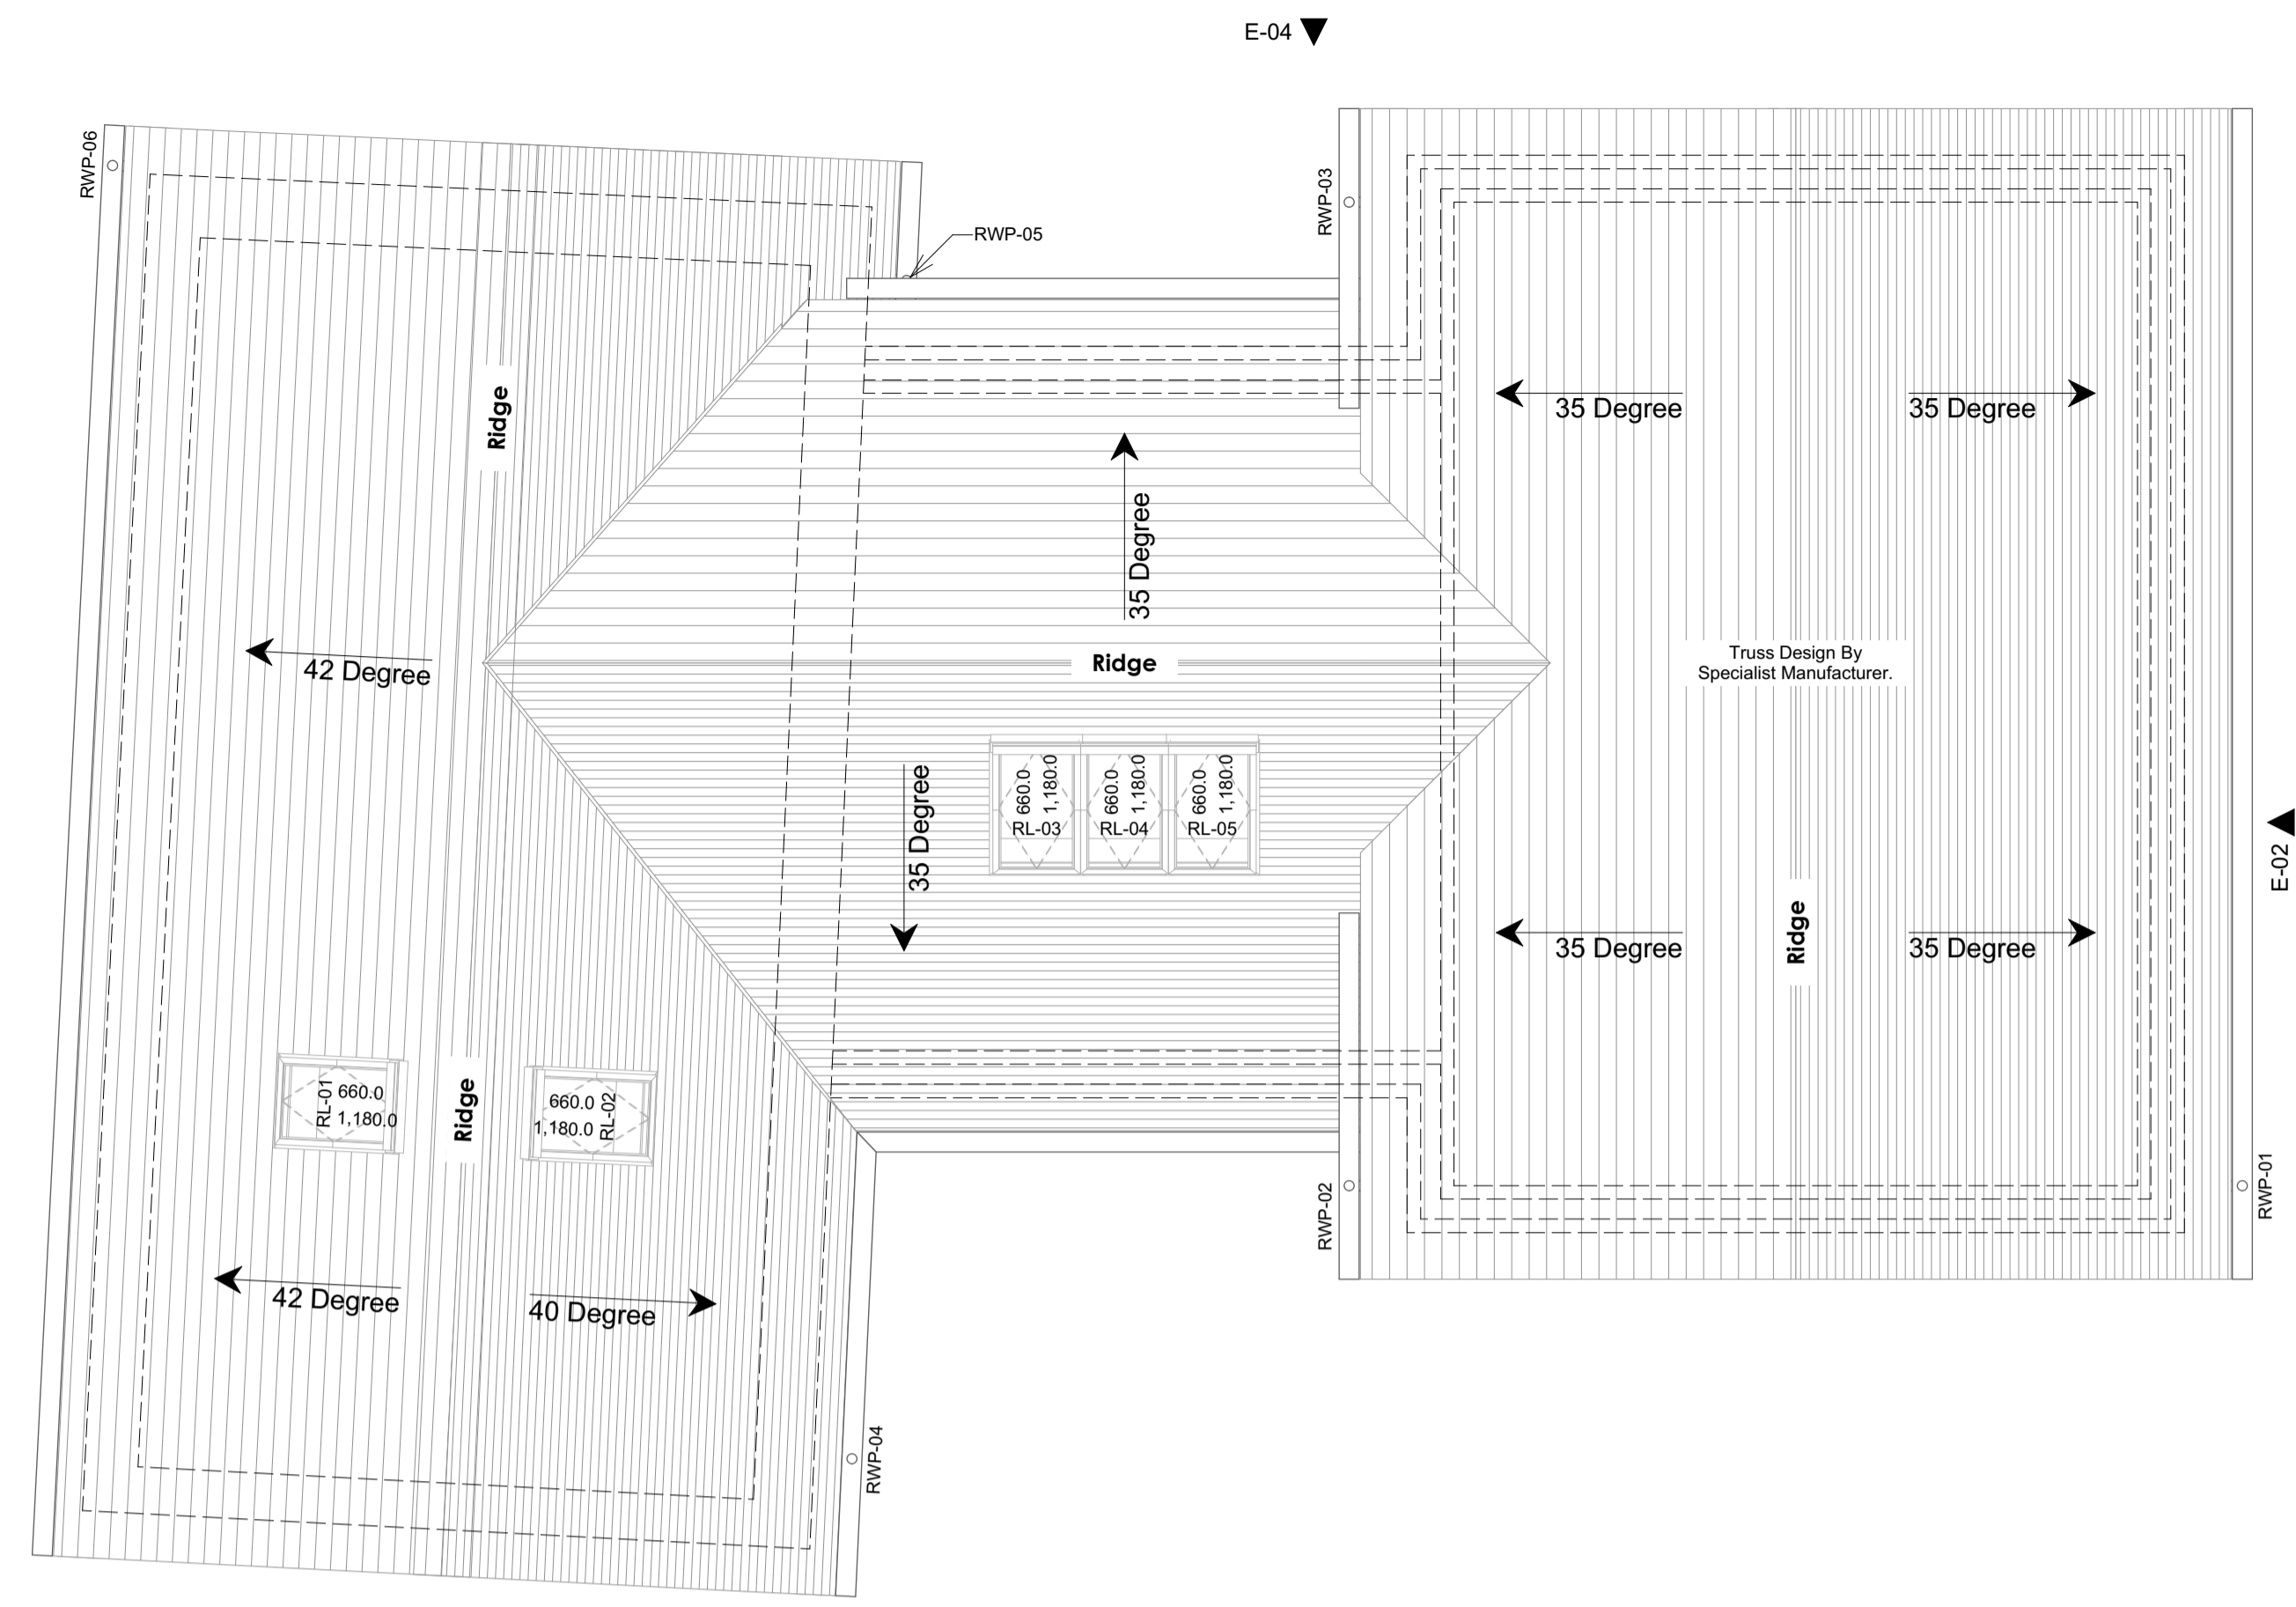 E-04
RWP-06
RWP-03
RWP-05
Ridge
35 Degree
35 Degree
35 Degree
Ridge
Truss Design By
Specialist Manufacturer.
42 Degree
35 Degree
660.0
1,180.0
RL-03
660.0
1,180.0
RL-04
660.0
1,180.0
RL-05
E-02
35 Degree
Ridge
35 Degree
RL-01
660.0
1,180.0
Ridge
660.0
1,180.0
RL-02
RWP-02
RWP-01
42 Degree
40 Degree
RWP-04